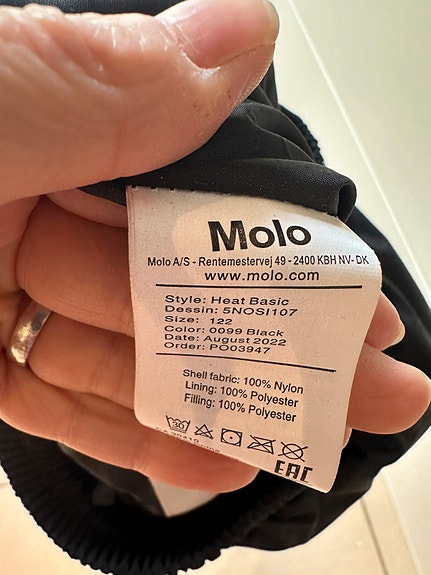 Molo
Molo A/S - Rentemestervej 49 - 2400 KBH NV- DK
www.molo.com
Style: Heat Basic
Dessin: 5NOSI107
Size: 122
Color: 0099 Black
Date: August 2022
Order: PO03947
Shell fabric: 100% Nylon
Lining: 100% Polyester
Filling: 100% Polyester
30
EAC